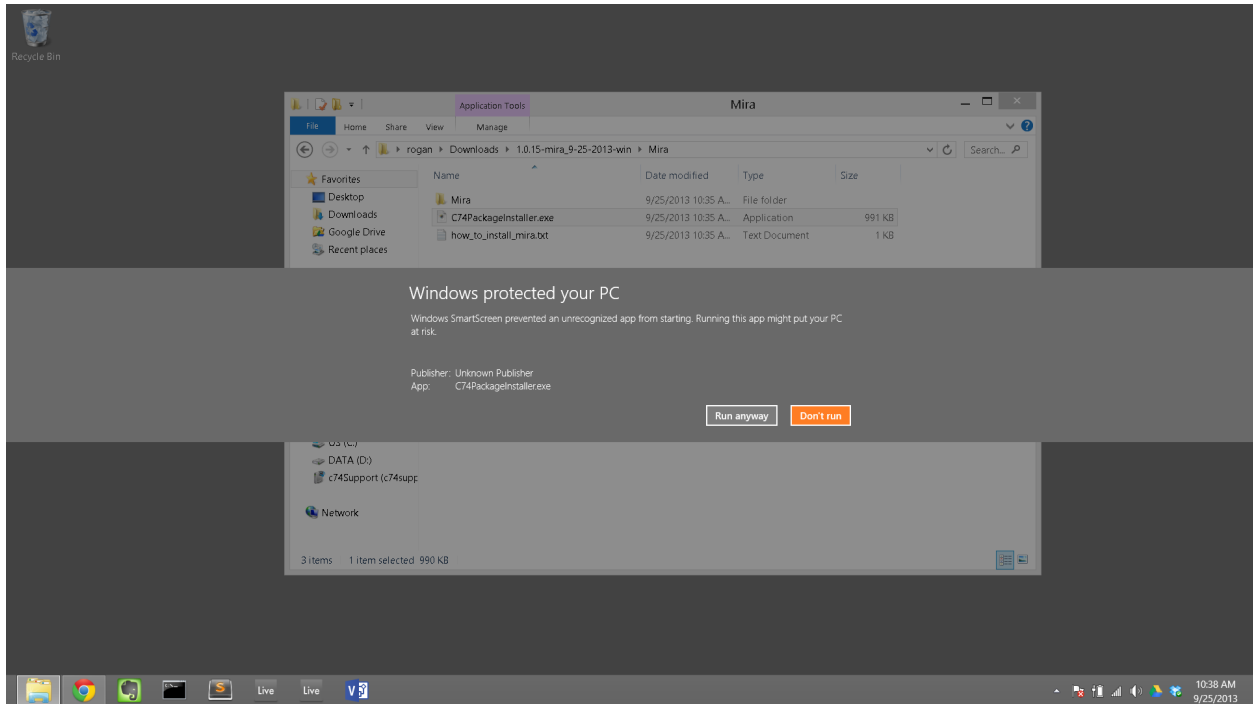 Recycle Bin
Application Tools
Mira
File Home Share View Manage
rogan Downloads 1.0.15-mira_9-25-2013-win Mira
Search...
Favorites
Desktop
Downloads
Google Drive
Recent places
Name Date modified Type Size
Mira 9/25/2013 10:35 A... File folder
C74PackageInstaller.exe 9/25/2013 10:35 A... Application 991 KB
how_to_install_mira.txt 9/25/2013 10:35 A... Text Document 1 KB
Windows protected your PC
Windows SmartScreen prevented an unrecognized app from starting. Running this app might put your PC
at risk.
Publisher: Unknown Publisher
App: C74PackageInstaller.exe
Run anyway Don't run
OS (C:)
DATA (D:)
c74Support (c74supp
Network
3 items 1 item selected 990 KB
S Live Live V
10:38 AM
9/25/2013